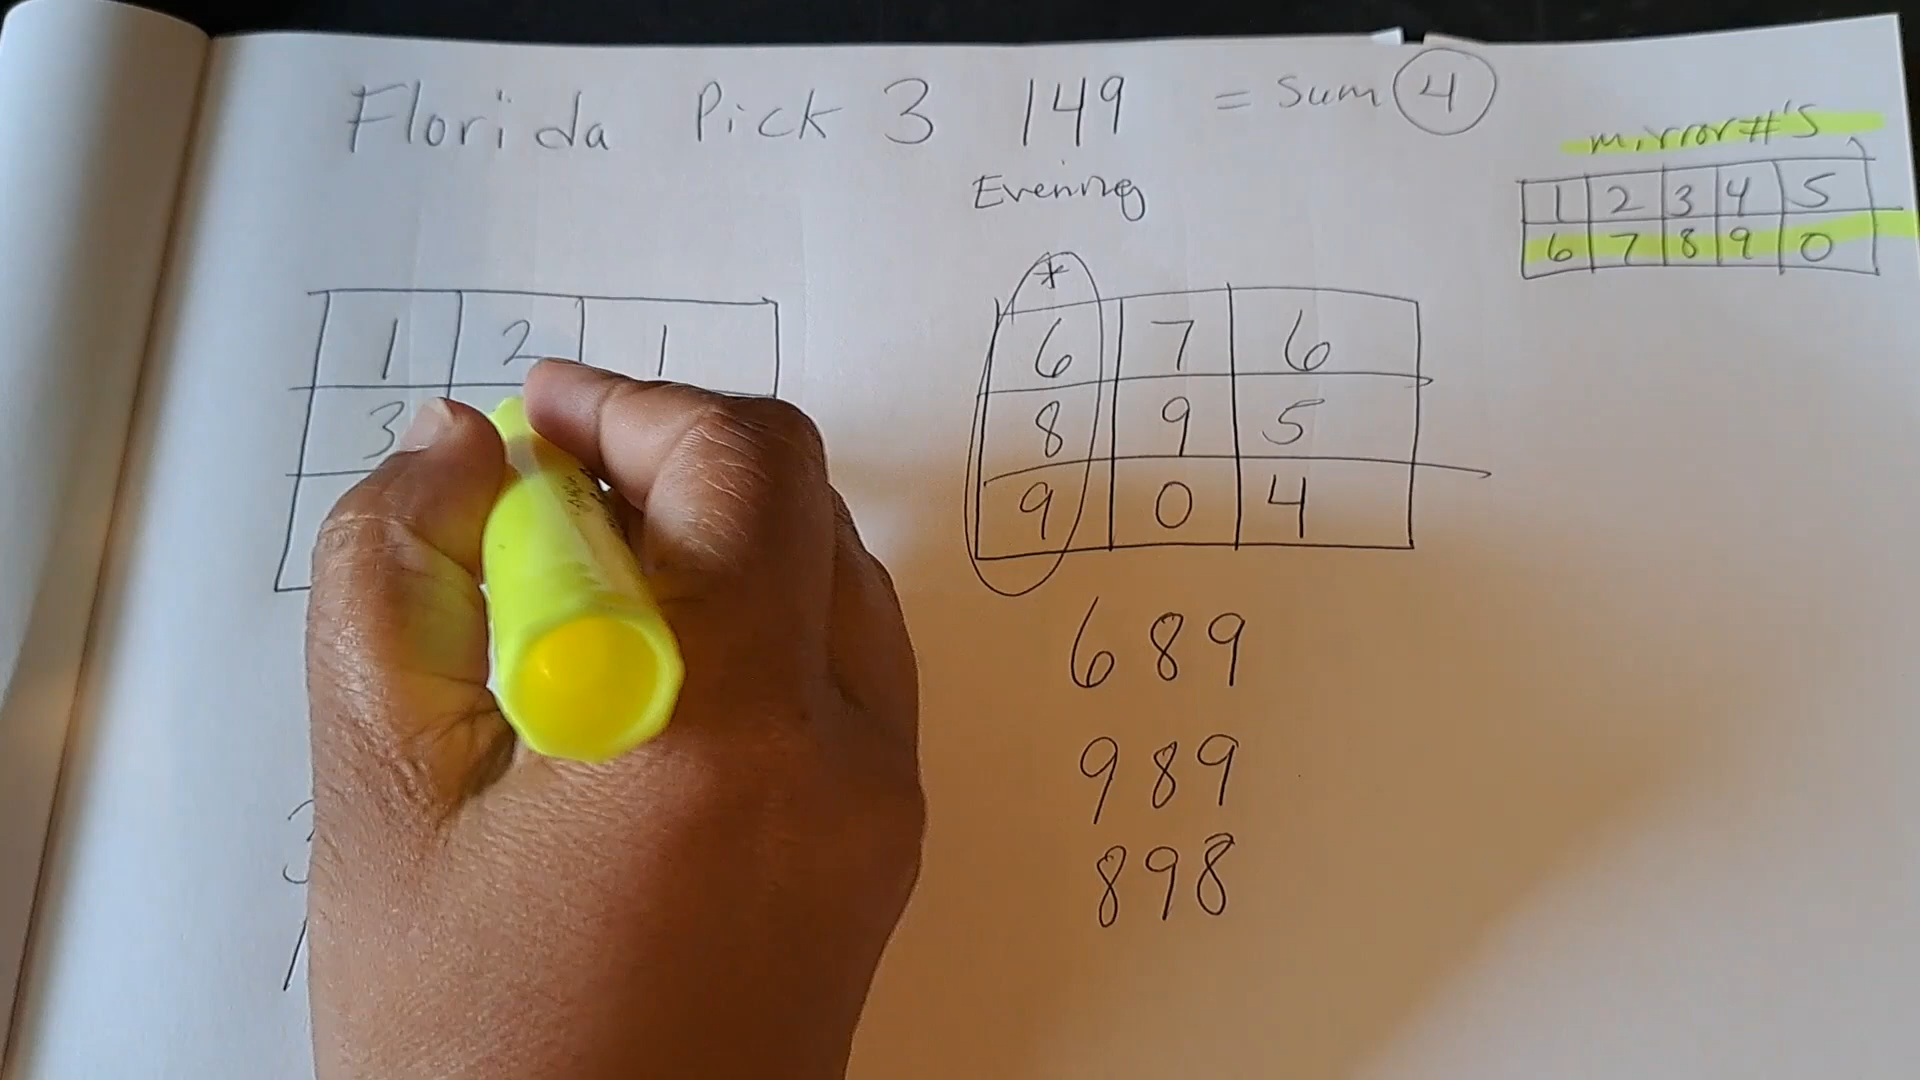 Florida Pick 3 149 = Sum 4
Evening
mirror #'s
1 2 3 4 5
6 7 8 9 0
1 2 1
3
*
6 7 6
8 9 5
9 0 4
689
989
898